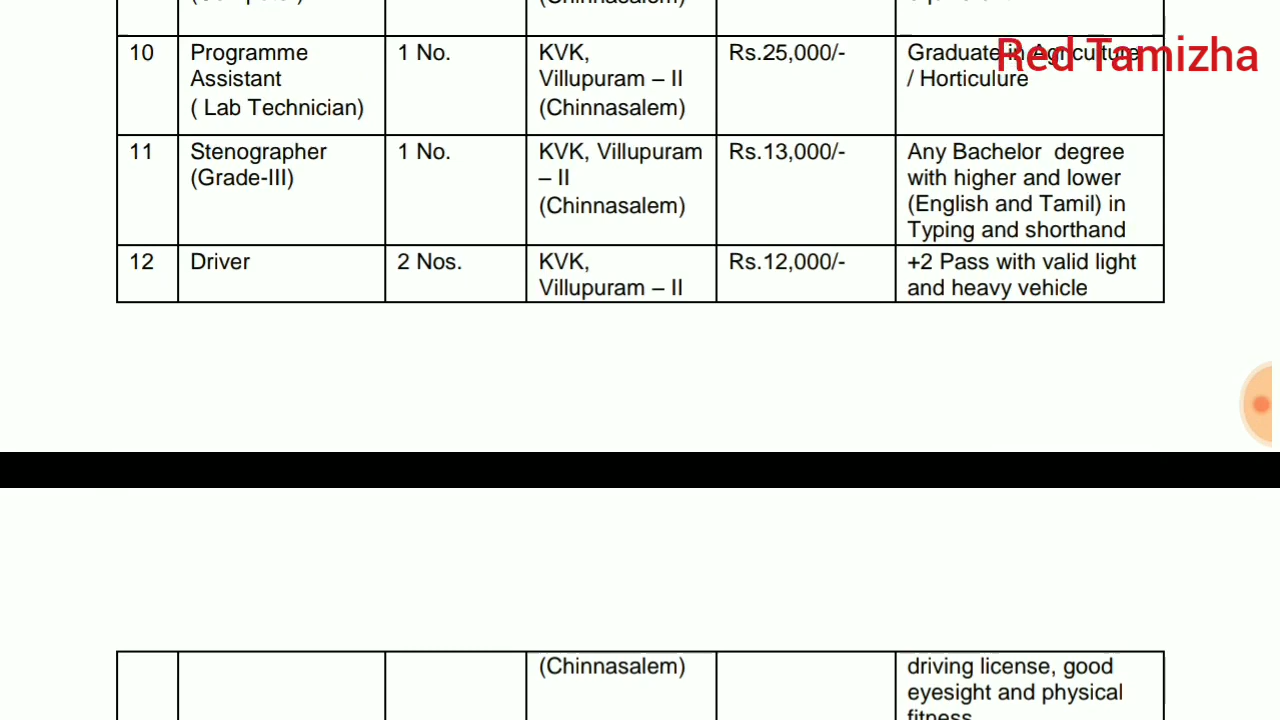 10 Programme 1 No. KVK, Rs.25,000/- Graduate in Agriculture
Assistant Villupuram – II / Horticulure
( Lab Technician) (Chinnasalem)
Red Tamizha
11 Stenographer 1 No. KVK, Villupuram Rs.13,000/- Any Bachelor degree
(Grade-III) – II with higher and lower
(Chinnasalem) (English and Tamil) in
Typing and shorthand
12 Driver 2 Nos. KVK, Rs.12,000/- +2 Pass with valid light
Villupuram – II and heavy vehicle
(Chinnasalem) driving license, good
eyesight and physical
fitness